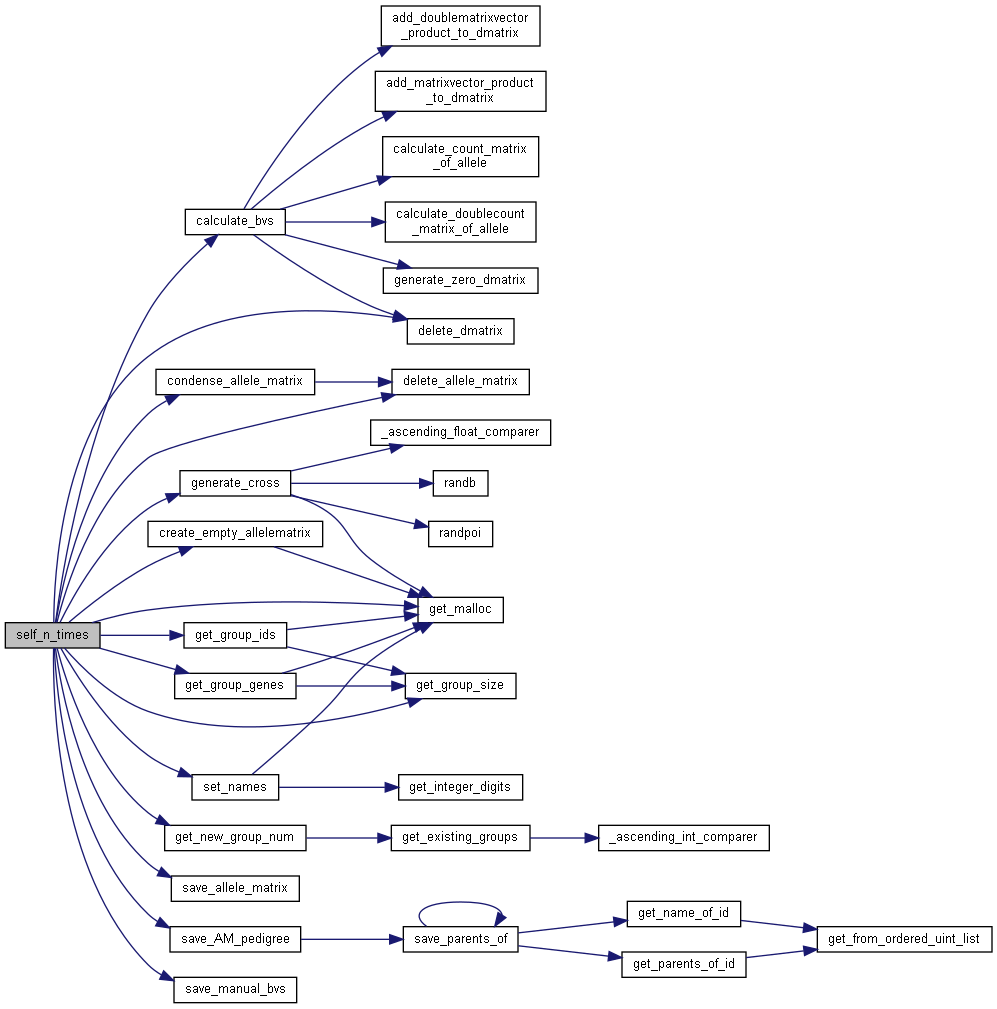 add_doublematrixvector
_product_to_dmatrix
add_matrixvector_product
_to_dmatrix
calculate_count_matrix
_of_allele
calculate_bvs
calculate_doublecount
_matrix_of_allele
generate_zero_dmatrix
delete_dmatrix
condense_allele_matrix
delete_allele_matrix
_ascending_float_comparer
generate_cross
randb
create_empty_allelematrix
randpoi
get_malloc
self_n_times
get_group_ids
get_group_genes
get_group_size
set_names
get_integer_digits
get_new_group_num
get_existing_groups
_ascending_int_comparer
save_allele_matrix
get_name_of_id
save_AM_pedigree
save_parents_of
get_from_ordered_uint_list
get_parents_of_id
save_manual_bvs